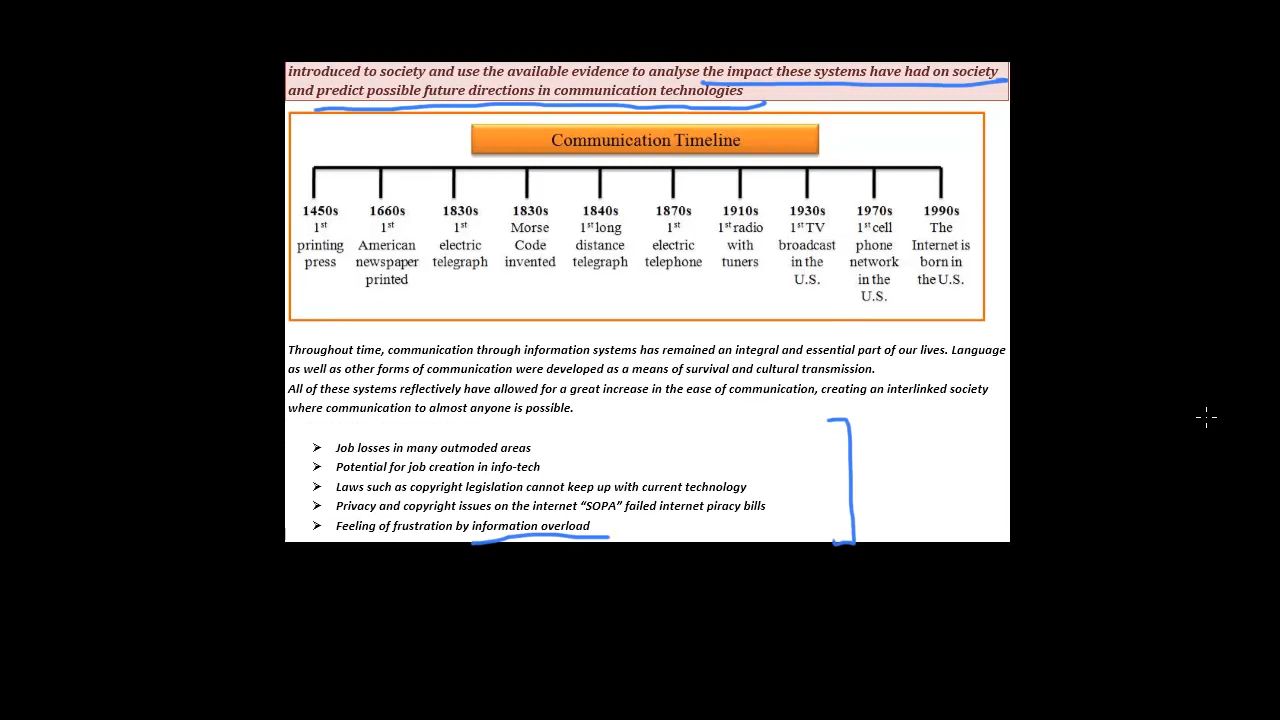 introduced to society and use the available evidence to analyse the impact these systems have had on society
and predict possible future directions in communication technologies
Communication Timeline
1450s
1st
printing
press
1660s
1st
American
newspaper
printed
1830s
1st
electric
telegraph
1830s
Morse
Code
invented
1840s
1st long
distance
telegraph
1870s
1st
electric
telephone
1910s
1st radio
with
tuners
1930s
1st TV
broadcast
in the
U.S.
1970s
1st cell
phone
network
in the
U.S.
1990s
The
Internet is
born in
the U.S.
Throughout time, communication through information systems has remained an integral and essential part of our lives. Language
as well as other forms of communication were developed as a means of survival and cultural transmission.
All of these systems reflectively have allowed for a great increase in the ease of communication, creating an interlinked society
where communication to almost anyone is possible.
➢ Job losses in many outmoded areas
➢ Potential for job creation in info-tech
➢ Laws such as copyright legislation cannot keep up with current technology
➢ Privacy and copyright issues on the internet “SOPA” failed internet piracy bills
➢ Feeling of frustration by information overload